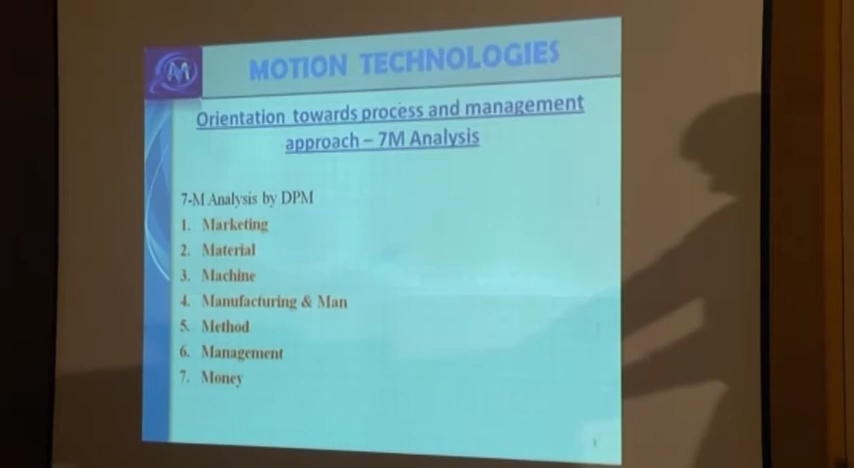 M
MOTION TECHNOLOGIES
Orientation towards process and management
approach – 7M Analysis
7-M Analysis by DPM
1. Marketing
2. Material
3. Machine
4. Manufacturing & Man
5. Method
6. Management
7. Money